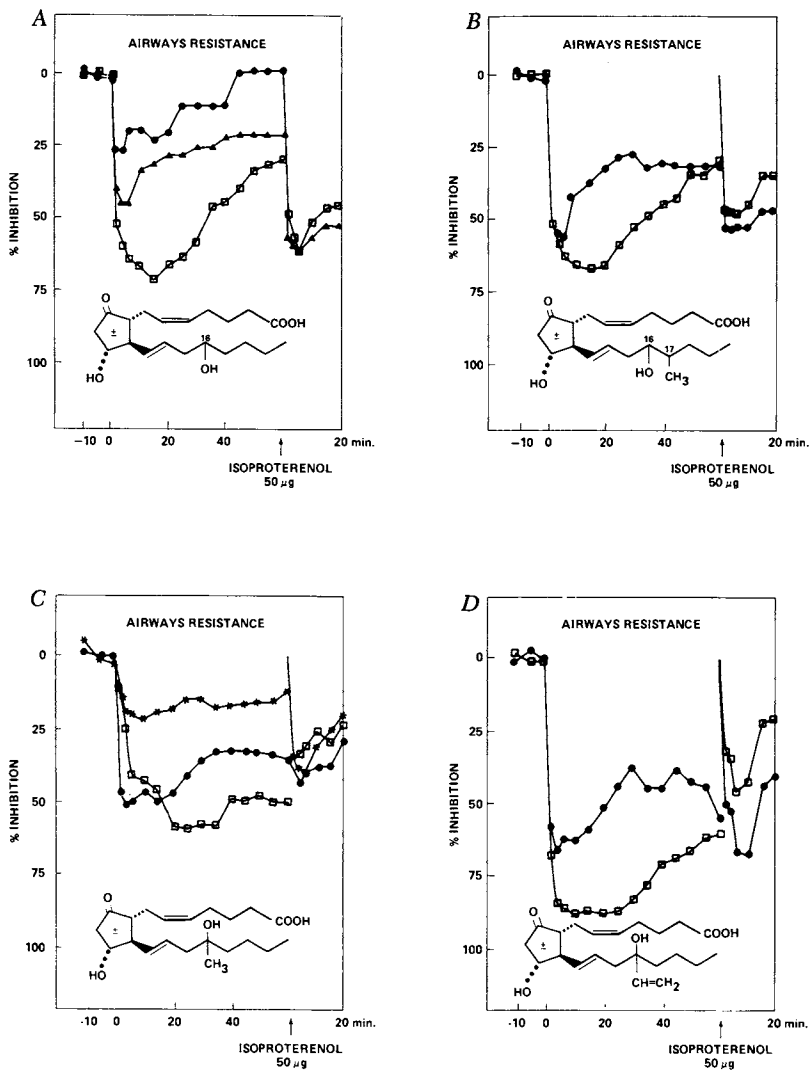 A
AIRWAYS RESISTANCE
0
25
50
75
100
% INHIBITION
O
±
HO
COOH
16
OH
-10 0 20 40 20 min.
ISOPROTERENOL
50 μg
B
AIRWAYS RESISTANCE
0
25
50
75
100
% INHIBITION
O
±
HO
COOH
16
17
HO
CH3
-10 0 20 40 20 min.
ISOPROTERENOL
50 μg
C
AIRWAYS RESISTANCE
0
25
50
75
100
% INHIBITION
O
±
HO
COOH
OH
CH3
-10 0 20 40 20 min.
ISOPROTERENOL
50 μg
D
AIRWAYS RESISTANCE
0
25
50
75
100
% INHIBITION
O
±
HO
COOH
OH
CH=CH2
-10 0 20 40 20 min.
ISOPROTERENOL
50 μg